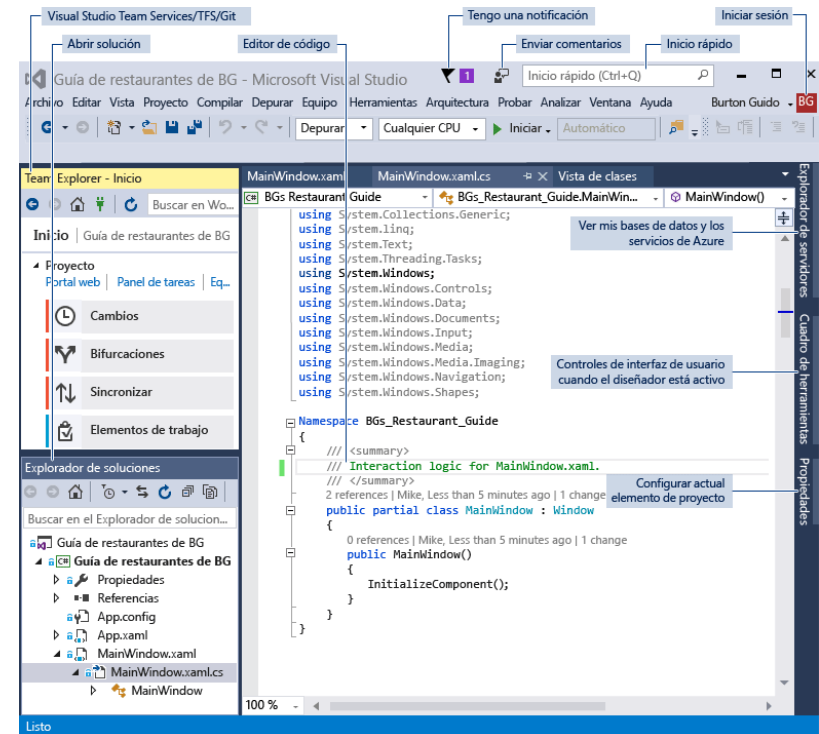 Visual Studio Team Services/TFS/Git
Tengo una notificación
Iniciar sesión
Abrir solución
Editor de código
Enviar comentarios
Inicio rápido
Guía de restaurantes de BG - Microsoft Visual Studio
1
Inicio rápido (Ctrl+Q)
Archivo Editar Vista Proyecto Compilar Depurar Equipo Herramientas Arquitectura Probar Analizar Ventana Ayuda
Burton Guido
BG
Depurar
Cualquier CPU
Iniciar
Automático
Team Explorer - Inicio
Buscar en Wo...
Inicio | Guía de restaurantes de BG
Proyecto
Portal web | Panel de tareas | Eq...
Cambios
Bifurcaciones
Sincronizar
Elementos de trabajo
Explorador de soluciones
Buscar en el Explorador de solucion...
Guía de restaurantes de BG
C# Guía de restaurantes de BG
Propiedades
Referencias
App.config
App.xaml
MainWindow.xaml
MainWindow.xaml.cs
MainWindow
MainWindow.xaml
MainWindow.xaml.cs
Vista de clases
C# BGs Restaurant Guide
BGs_Restaurant_Guide.MainWin...
MainWindow()
using System.Collections.Generic;
using System.linq;
using System.Text;
using System.Threading.Tasks;
using System.Windows;
using System.Windows.Controls;
using System.Windows.Data;
using System.Windows.Documents;
using System.Windows.Input;
using System.Windows.Media;
using System.Windows.Media.Imaging;
using System.Windows.Navigation;
using System.Windows.Shapes;
Namespace BGs_Restaurant_Guide
{
/// <summary>
/// Interaction logic for MainWindow.xaml.
/// </summary>
2 references | Mike, Less than 5 minutes ago | 1 change
public partial class MainWindow : Window
{
0 references | Mike, Less than 5 minutes ago | 1 change
public MainWindow()
{
InitializeComponent();
}
}
}
100 %
Ver mis bases de datos y los
servicios de Azure
Controles de interfaz de usuario
cuando el diseñador está activo
Configurar actual
elemento de proyecto
Explorador de servidores
Cuadro de herramientas
Propiedades
Listo